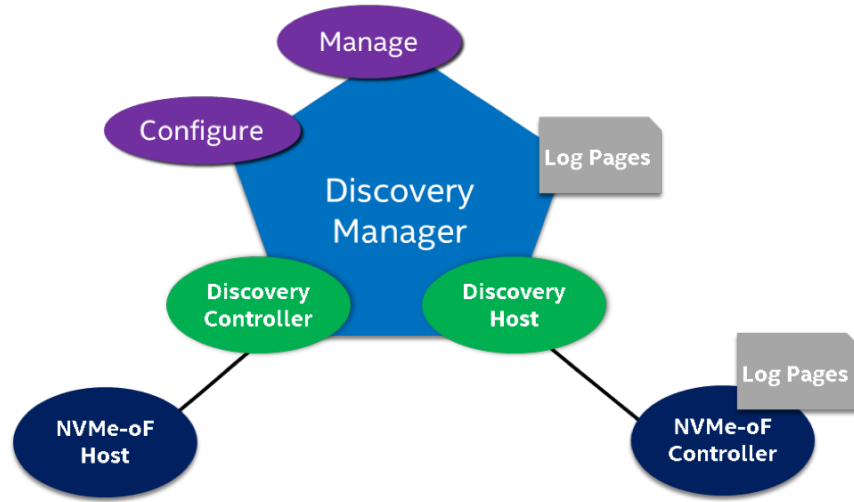 Manage
Configure
Log Pages
Discovery
Manager
Discovery
Controller
Discovery
Host
Log Pages
NVMe-oF
Host
NVMe-oF
Controller